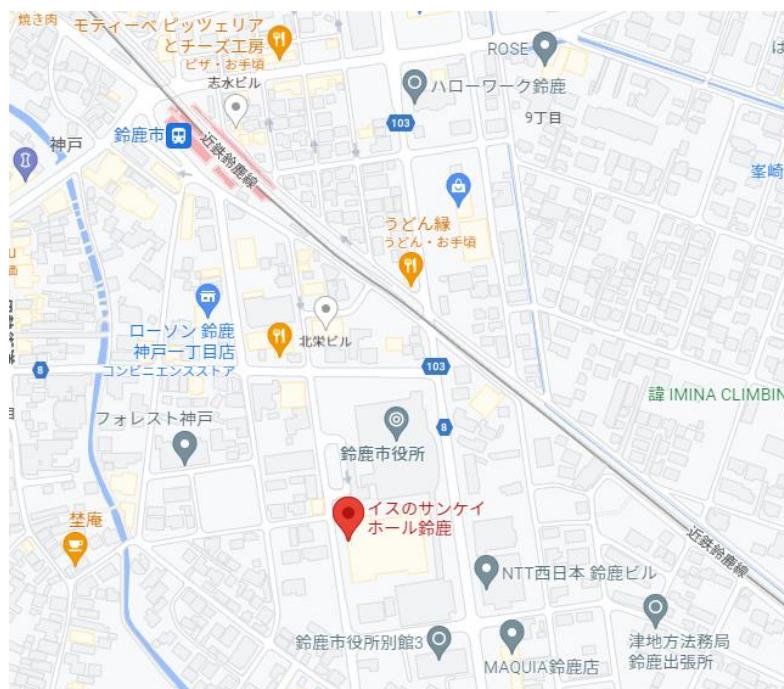 焼き肉
モティーベ ピッツェリア
とチーズ工房
ピザ・お手頃
志水ビル
ROSE
ハローワーク鈴鹿
9丁目
103
鈴鹿市
神戸
近鉄鈴鹿線
峯崎
うどん縁
うどん・お手頃
ローソン 鈴鹿
神戸一丁目店
コンビニエンスストア
北栄ビル
8
103
諱 IMINA CLIMBIN
フォレスト神戸
鈴鹿市役所
8
イスのサンケイ
ホール鈴鹿
埜庵
近鉄鈴鹿線
NTT西日本 鈴鹿ビル
鈴鹿市役所別館3
MAQUIA鈴鹿店
津地方法務局
鈴鹿出張所